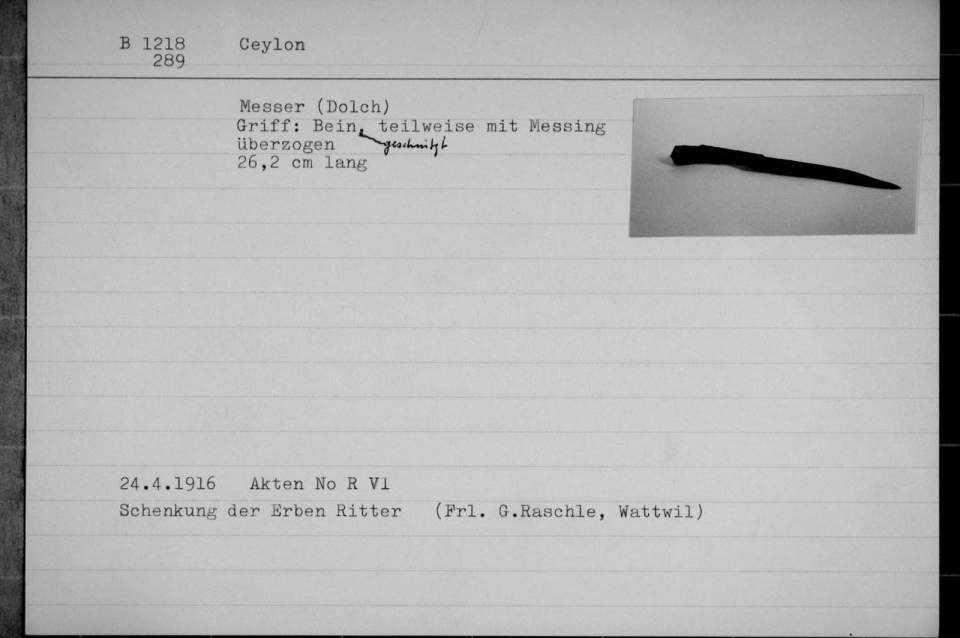 B 1218 Ceylon
289
Messer (Dolch)
Griff: Bein, teilweise mit Messing
überzogen geschnitzt
26,2 cm lang
24.4.1916 Akten No R VI
Schenkung der Erben Ritter (Frl. G.Raschle, Wattwil)